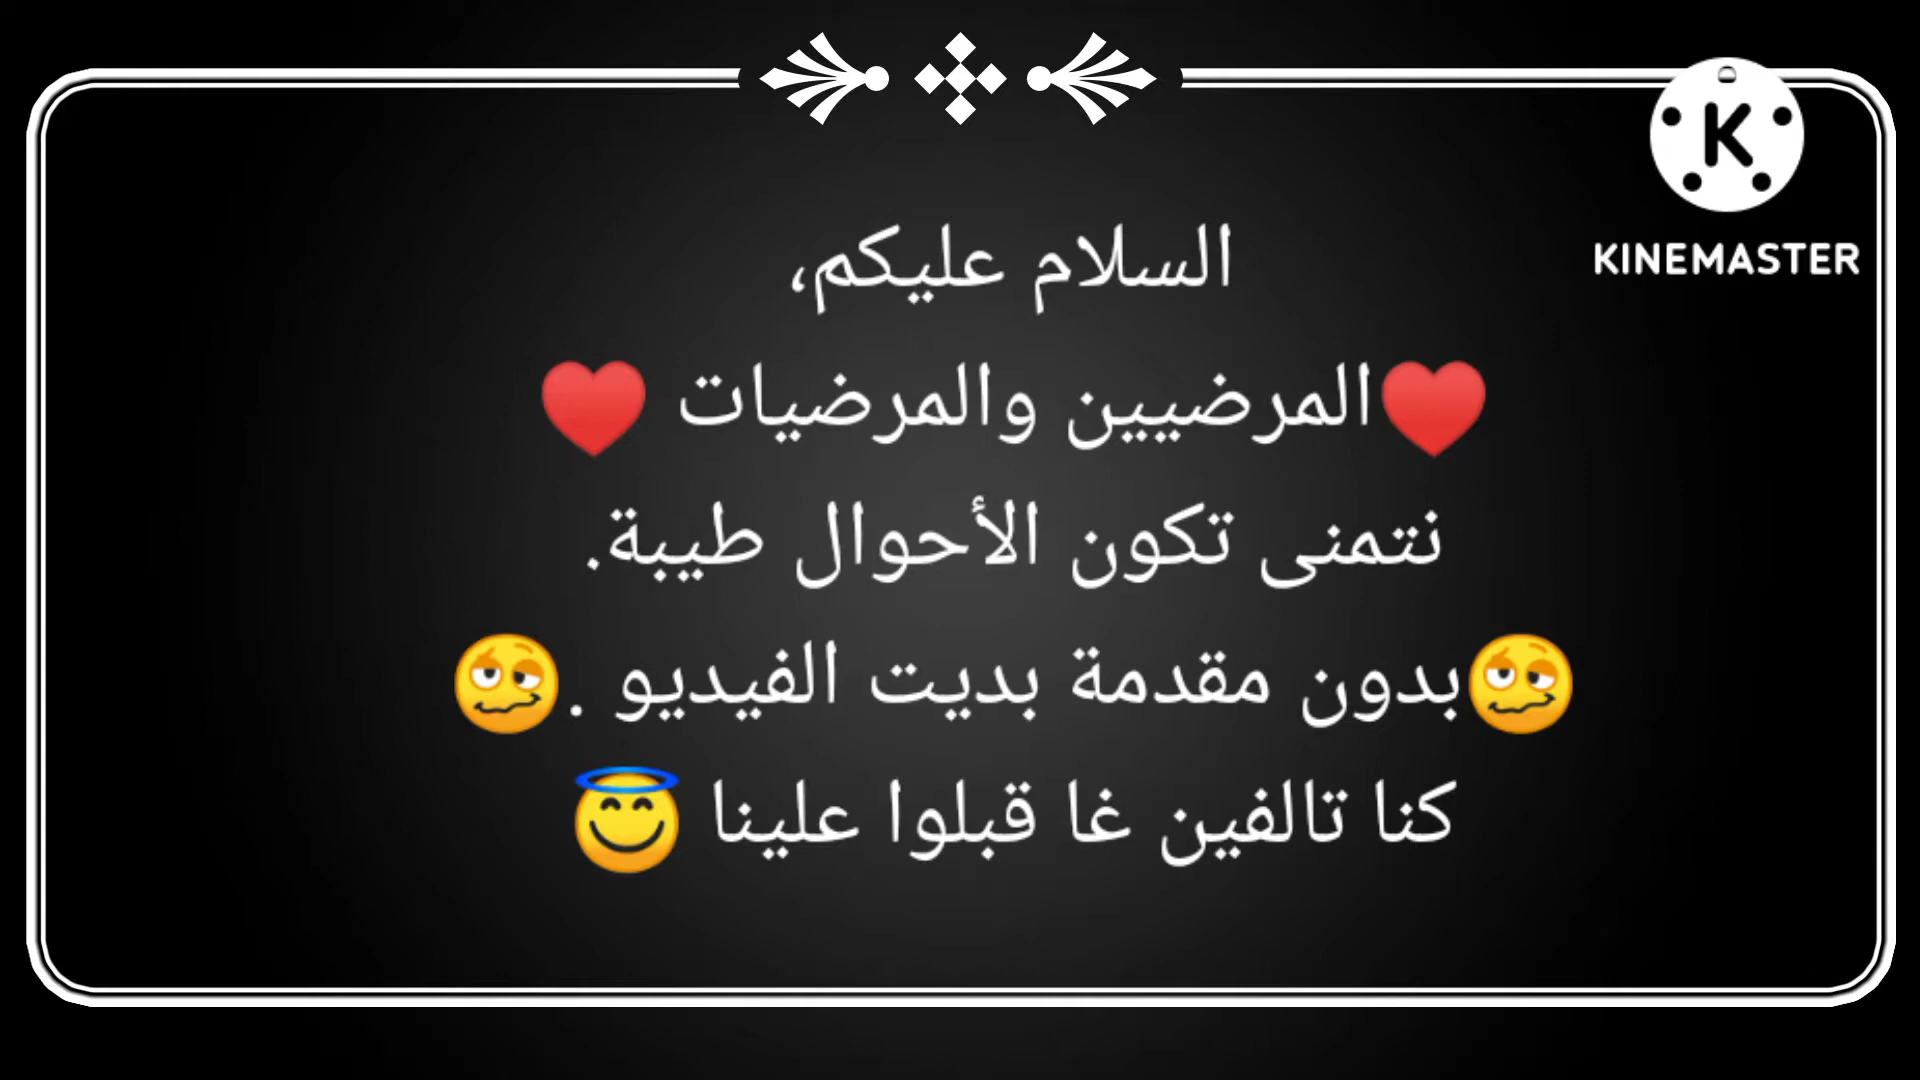 السلام عليكم،
♥️المرضيين والمرضيات ♥️
نتمنى تكون الأحوال طيبة.
🥴بدون مقدمة بديت الفيديو .🥴
كنا تالفين غا قبلوا علينا 😇
K
KINEMASTER